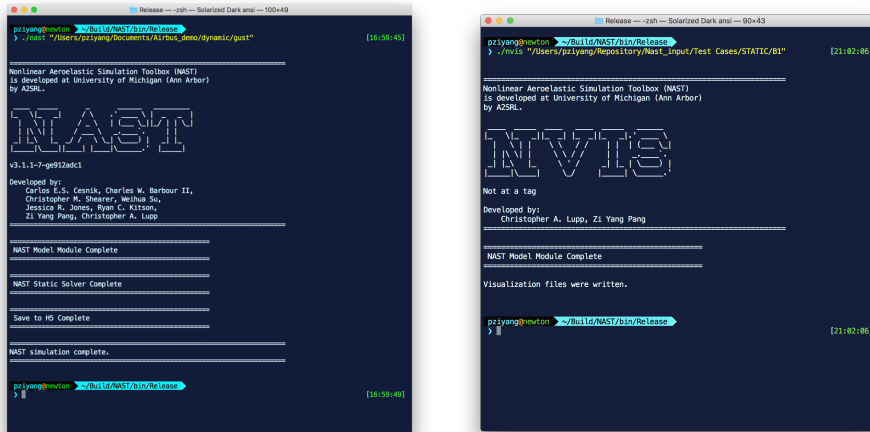 Release — -zsh — Solarized Dark ansi — 100×49
pziyang@newton ~/Build/NAST/bin/Release
❯ ./nast "/Users/pziyang/Documents/Airbus_demo/dynamic/gust" [16:59:45]
Nonlinear Aeroelastic Simulation Toolbox (NAST)
is developed at University of Michigan (Ann Arbor)
by A2SRL.
NAST
v3.1.1-7-ge912adc1
Developed by:
Carlos E.S. Cesnik, Charles W. Barbour II,
Christopher M. Shearer, Weihua Su,
Jessica R. Jones, Ryan C. Kitson,
Zi Yang Pang, Christopher A. Lupp
NAST Model Module Complete
NAST Static Solver Complete
Save to H5 Complete
NAST simulation complete.
pziyang@newton ~/Build/NAST/bin/Release
❯ [16:59:49]
Release — -zsh — Solarized Dark ansi — 90×43
pziyang@newton ~/Build/NAST/bin/Release
❯ ./nvis "/Users/pziyang/Repository/Nast_input/Test Cases/STATIC/B1" [21:02:06]
Nonlinear Aeroelastic Simulation Toolbox (NAST)
is developed at University of Michigan (Ann Arbor)
by A2SRL.
NVIS
Not at a tag
Developed by:
Christopher A. Lupp, Zi Yang Pang
NAST Model Module Complete
Visualization files were written.
pziyang@newton ~/Build/NAST/bin/Release
❯ [21:02:06]